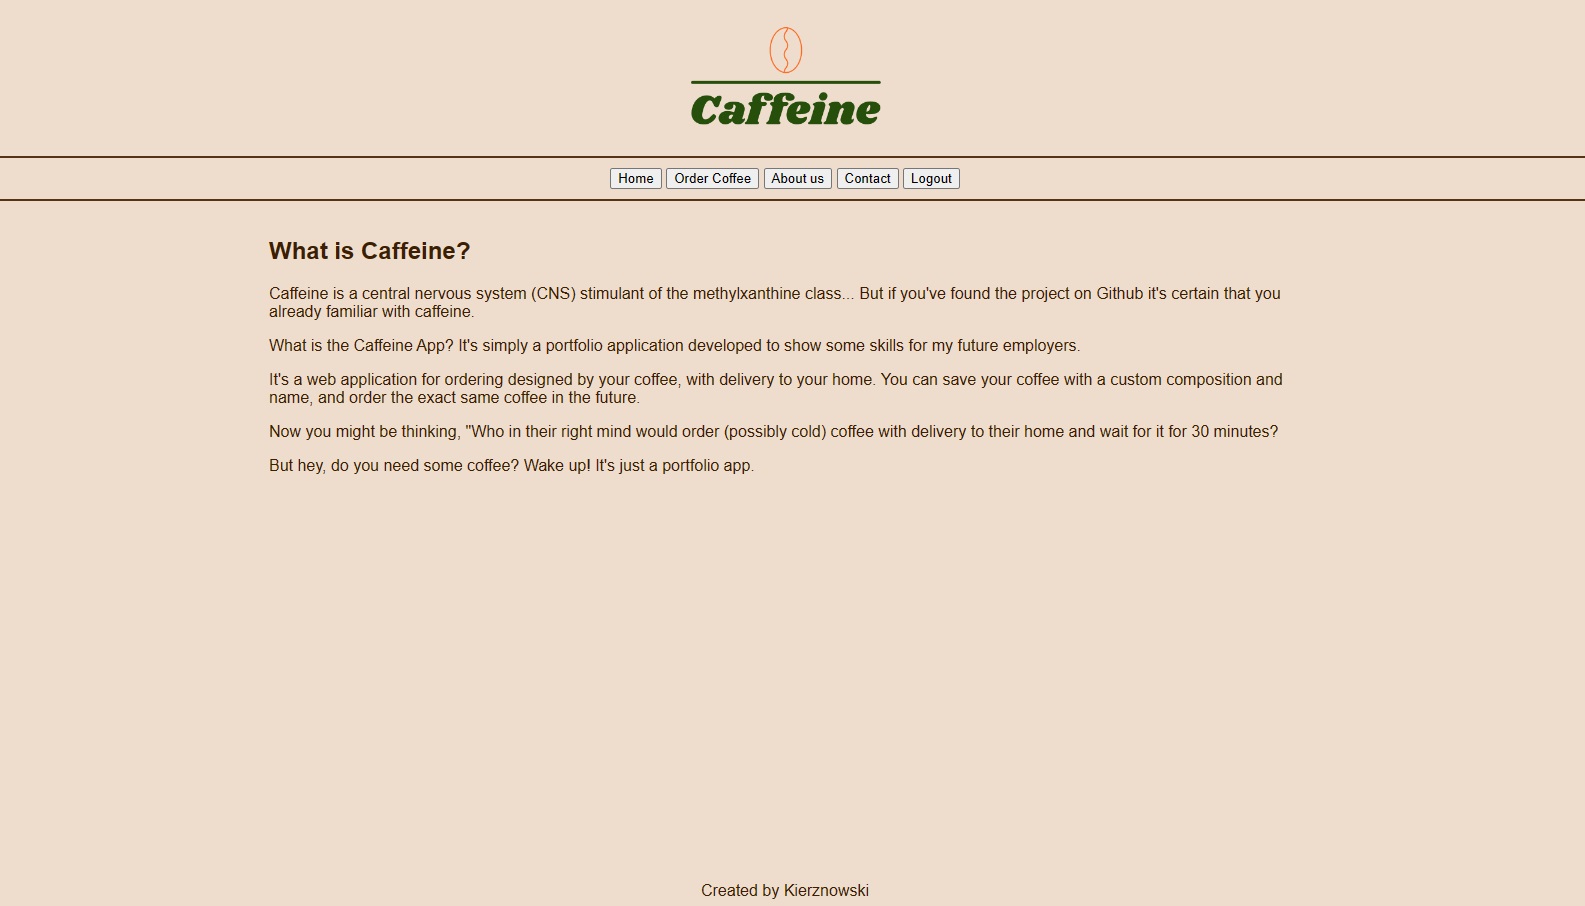 Caffeine
Home Order Coffee About us Contact Logout
What is Caffeine?
Caffeine is a central nervous system (CNS) stimulant of the methylxanthine class... But if you've found the project on Github it's certain that you
already familiar with caffeine.
What is the Caffeine App? It's simply a portfolio application developed to show some skills for my future employers.
It's a web application for ordering designed by your coffee, with delivery to your home. You can save your coffee with a custom composition and
name, and order the exact same coffee in the future.
Now you might be thinking, "Who in their right mind would order (possibly cold) coffee with delivery to their home and wait for it for 30 minutes?
But hey, do you need some coffee? Wake up! It's just a portfolio app.
Created by Kierznowski